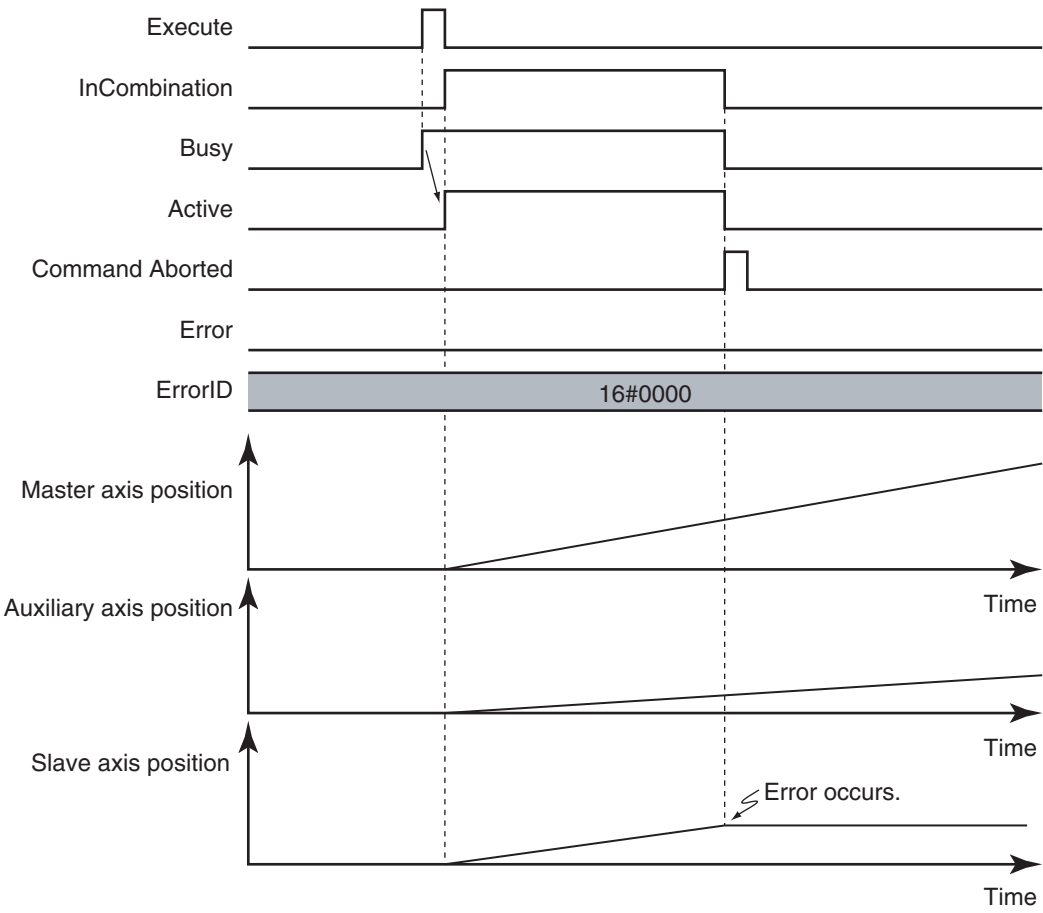 Execute
InCombination
Busy
Active
Command Aborted
Error
ErrorID
16#0000
Master axis position
Time
Auxiliary axis position
Time
Slave axis position
Error occurs.
Time